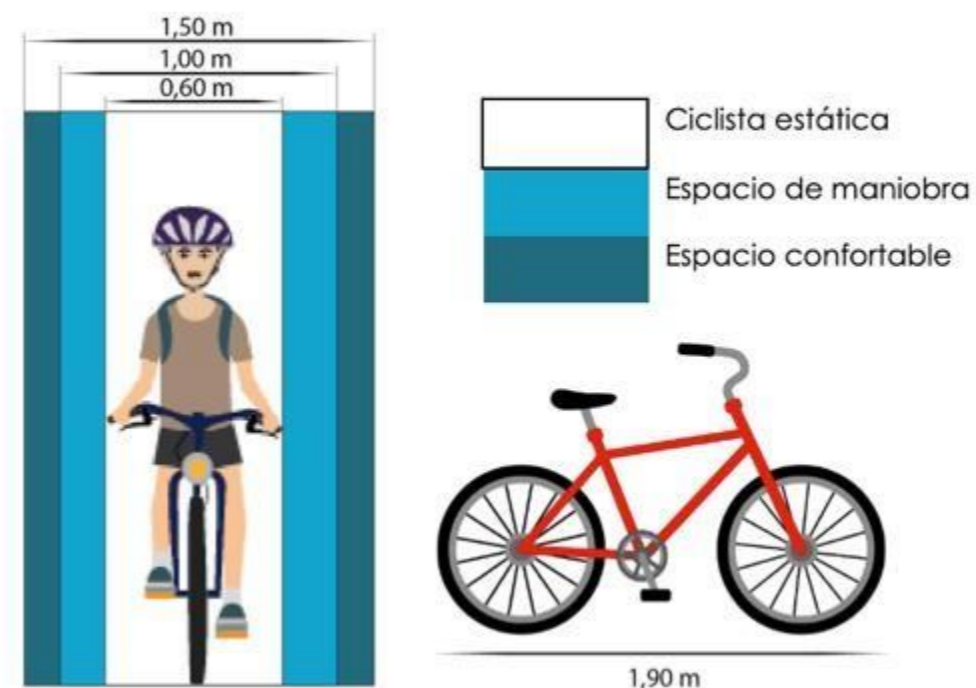 1,50 m
1,00 m
0,60 m
Ciclista estática
Espacio de maniobra
Espacio confortable
1,90 m